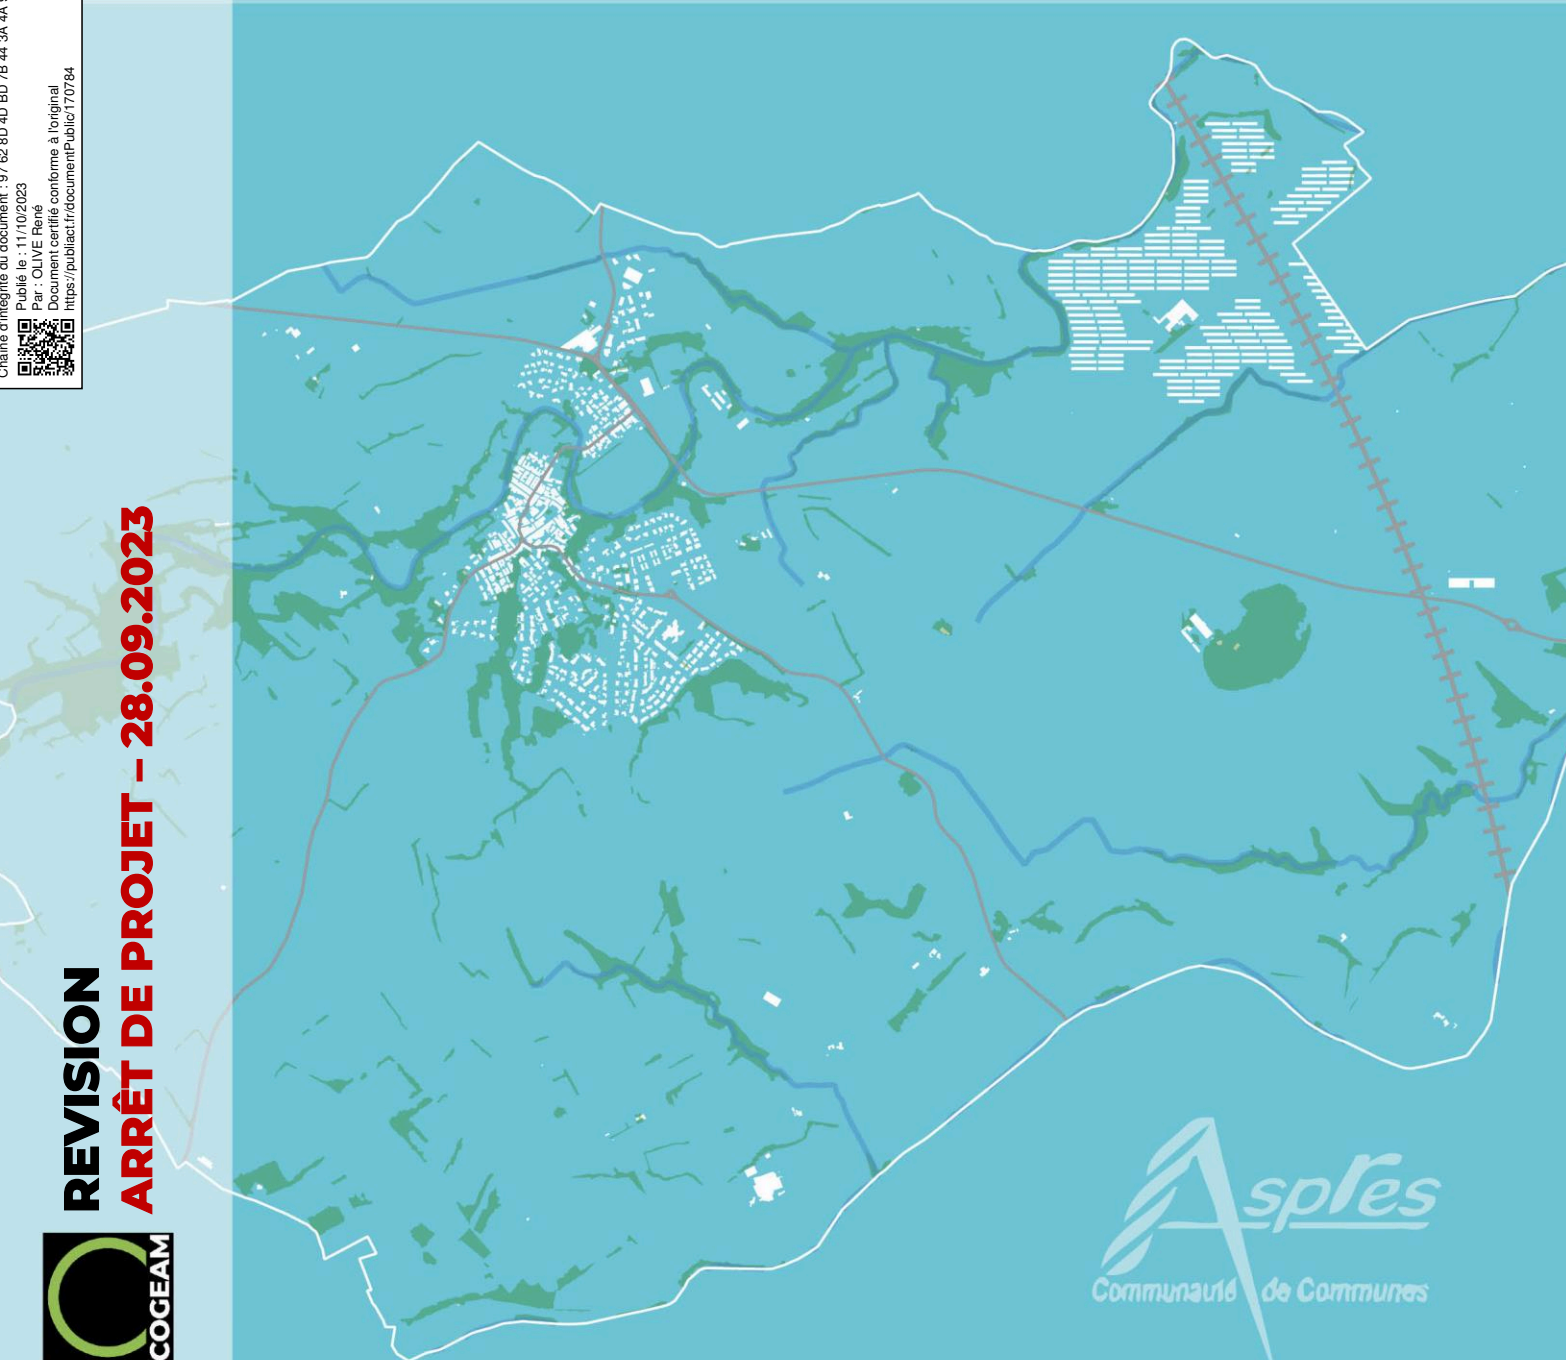 Chaîne d'intégrité du document : 97 62 8D 4D BD 7B 44 3A 4A
Publié le : 11/10/2023
Par : OLIVE René
Document certifié conforme à l'original
https://publiact.fr/documentPublic/170784
REVISION
ARRÊT DE PROJET – 28.09.2023
COGEAM
Aspres
Communauté de Communes